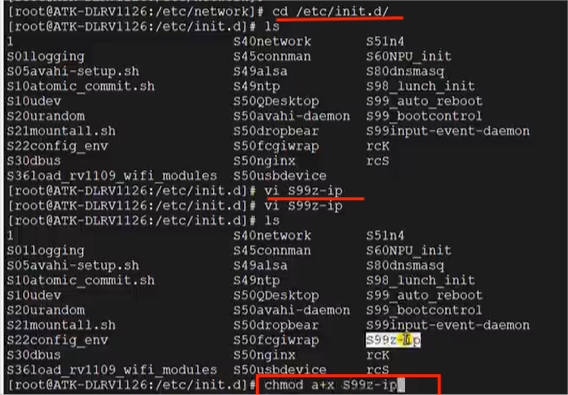 [root@ATK-DLRV1126:/etc/network]# cd /etc/init.d/
[root@ATK-DLRV1126:/etc/init.d]# ls
1 S40network S51n4
S01logging S45connman S60NPU_init
S05avahi-setup.sh S49alsa S80dnsmasq
S10atomic_commit.sh S49ntp S98_lunch_init
S10udev S50QDesktop S99_auto_reboot
S20urandom S50avahi-daemon S99_bootcontrol
S21mountall.sh S50dropbear S99input-event-daemon
S22config_env S50fcgiwrap rcK
S30dbus S50nginx rcS
S36load_rv1109_wifi_modules S50usbdevice
[root@ATK-DLRV1126:/etc/init.d]# vi S99z-ip
[root@ATK-DLRV1126:/etc/init.d]# vi S99z-ip
[root@ATK-DLRV1126:/etc/init.d]# ls
1 S40network S51n4
S01logging S45connman S60NPU_init
S05avahi-setup.sh S49alsa S80dnsmasq
S10atomic_commit.sh S49ntp S98_lunch_init
S10udev S50QDesktop S99_auto_reboot
S20urandom S50avahi-daemon S99_bootcontrol
S21mountall.sh S50dropbear S99input-event-daemon
S22config_env S50fcgiwrap S99z-ip
S30dbus S50nginx rcK
S36load_rv1109_wifi_modules S50usbdevice rcS
[root@ATK-DLRV1126:/etc/init.d]# chmod a+x S99z-ip